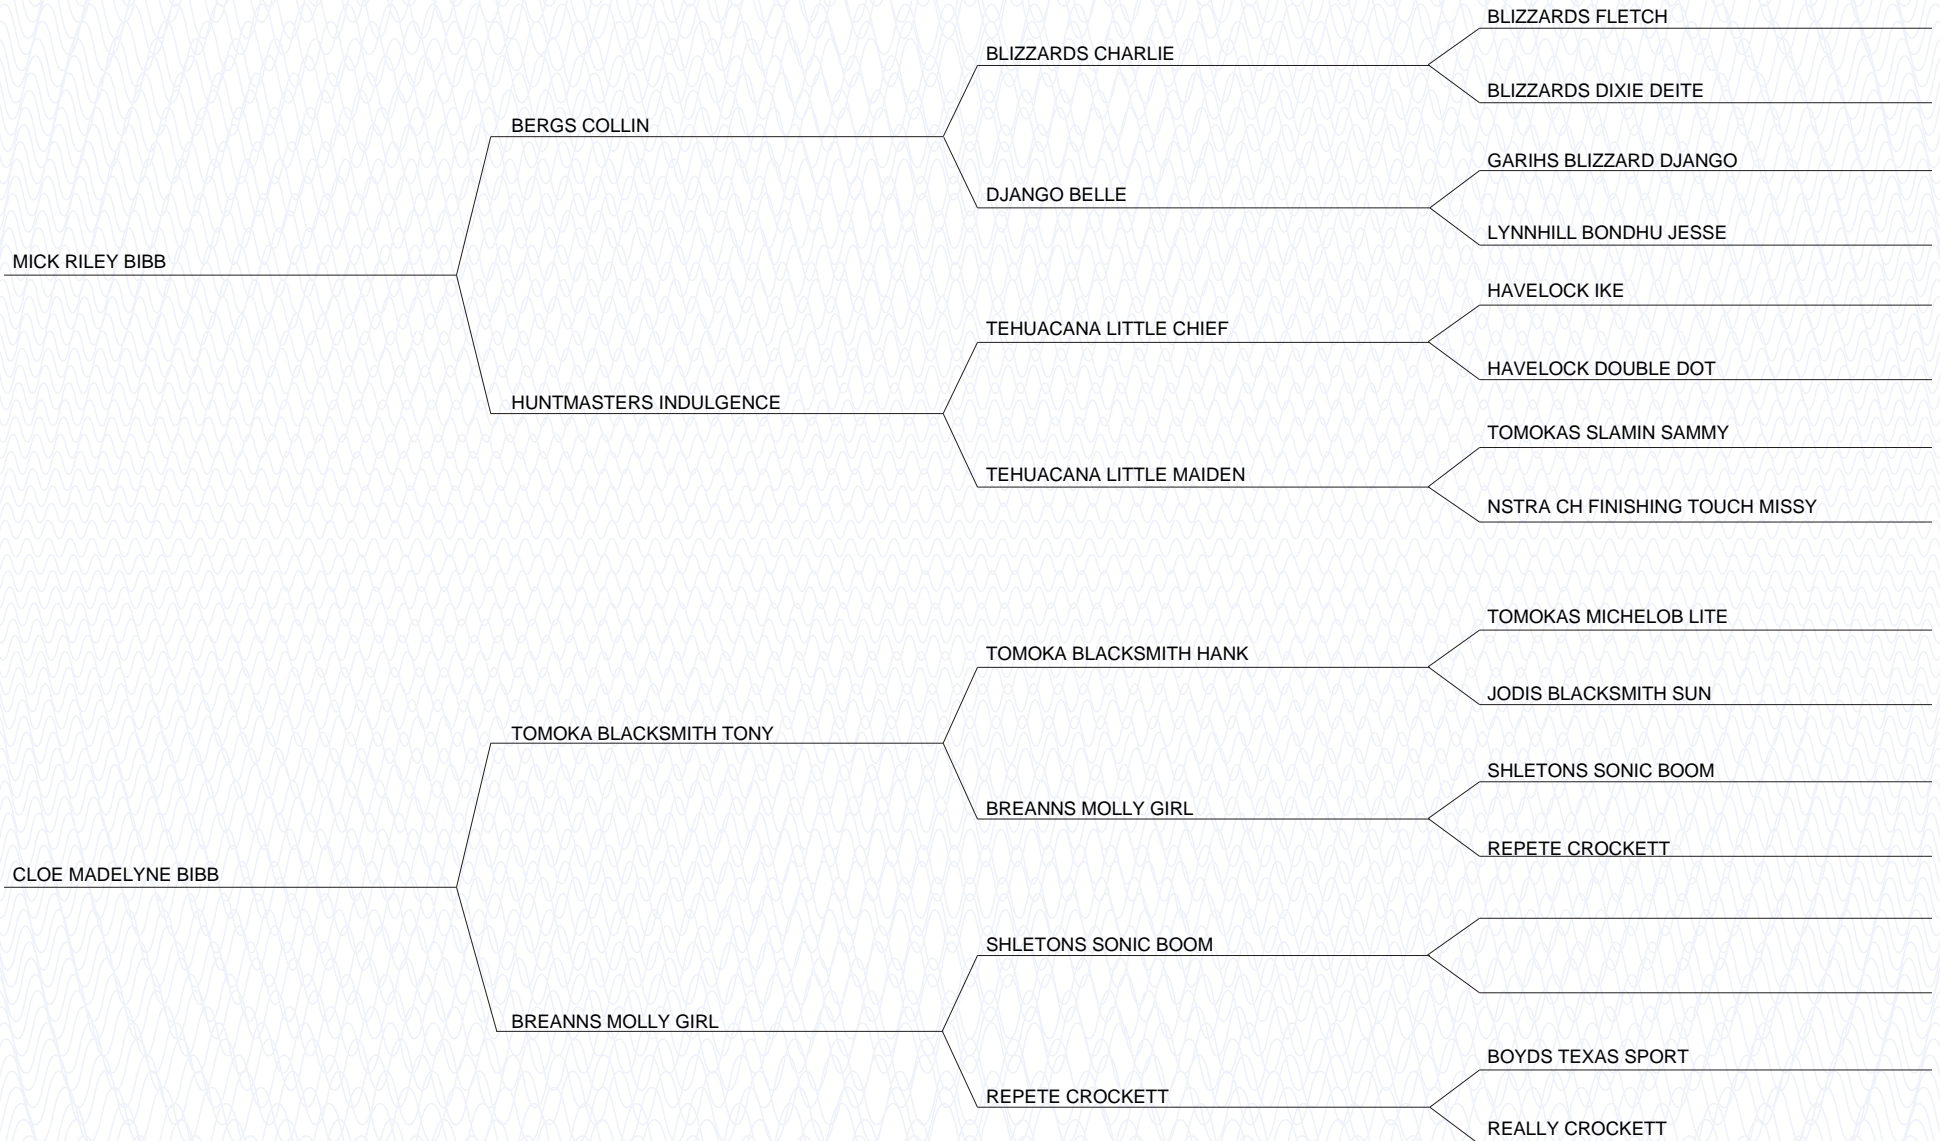 BLIZZARDS FLETCH
BLIZZARDS CHARLIE
BLIZZARDS DIXIE DEITE
BERGS COLLIN
GARIHS BLIZZARD DJANGO
DJANGO BELLE
LYNNHILL BONDHU JESSE
MICK RILEY BIBB
HAVELOCK IKE
TEHUACANA LITTLE CHIEF
HAVELOCK DOUBLE DOT
HUNTMASTERS INDULGENCE
TOMOKAS SLAMIN SAMMY
TEHUACANA LITTLE MAIDEN
NSTRA CH FINISHING TOUCH MISSY
TOMOKAS MICHELOB LITE
TOMOKA BLACKSMITH HANK
JODIS BLACKSMITH SUN
TOMOKA BLACKSMITH TONY
SHLETONS SONIC BOOM
BREANNS MOLLY GIRL
REPETE CROCKETT
CLOE MADELYNE BIBB
SHLETONS SONIC BOOM
BREANNS MOLLY GIRL
BOYDS TEXAS SPORT
REPETE CROCKETT
REALLY CROCKETT